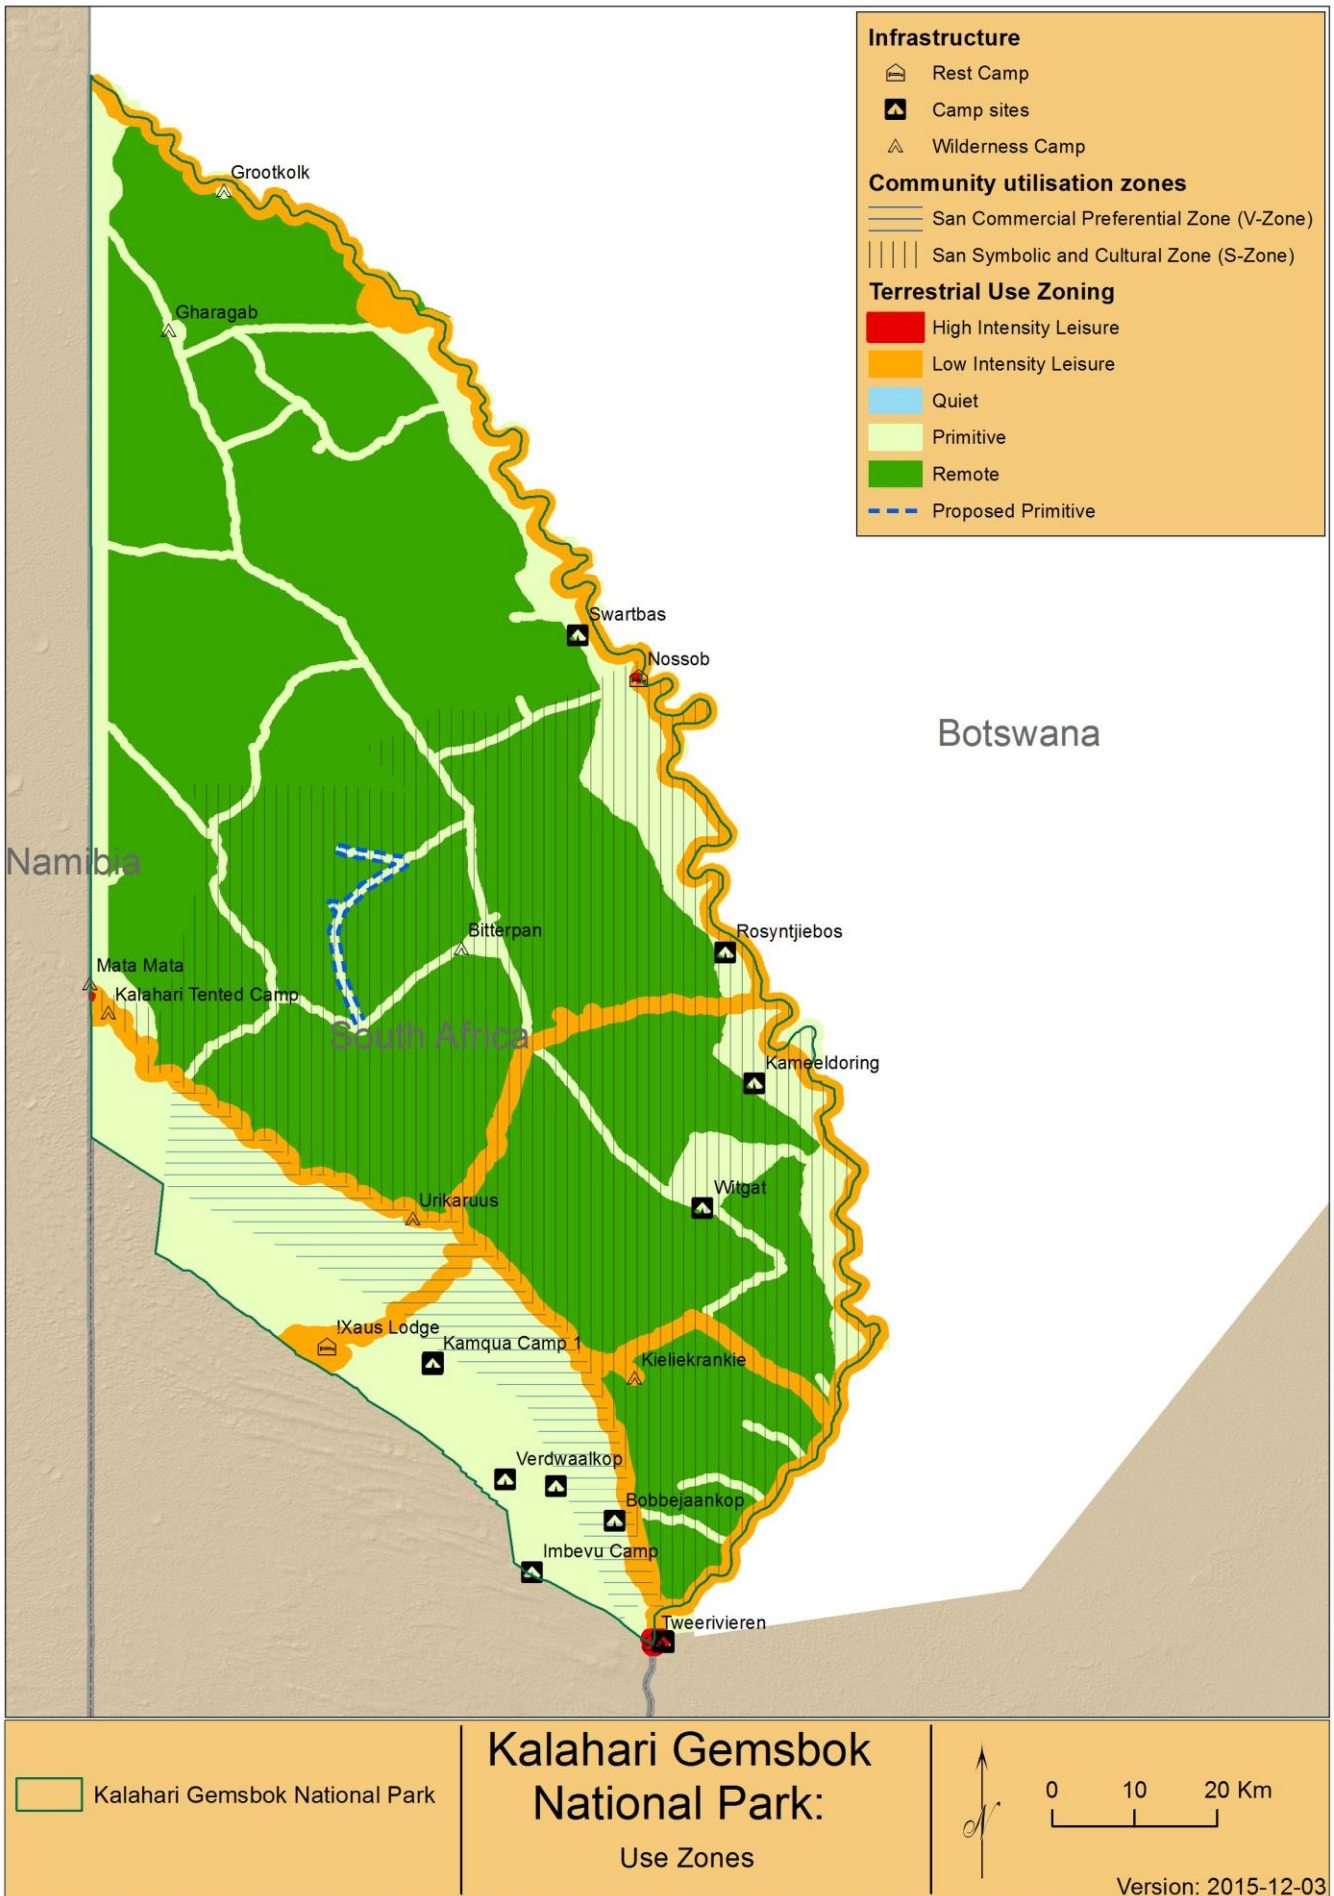 Infrastructure
Rest Camp
Camp sites
Wilderness Camp
Community utilisation zones
San Commercial Preferential Zone (V-Zone)
San Symbolic and Cultural Zone (S-Zone)
Terrestrial Use Zoning
High Intensity Leisure
Low Intensity Leisure
Quiet
Primitive
Remote
Proposed Primitive
Grootkolk
Gharagab
Swartbas
Nossob
Botswana
Namibia
Bitterpan
Rosyntjiebos
Mata Mata
Kalahari Tented Camp
South Africa
Kameeldoring
Witgat
Urikaruus
!Xaus Lodge
Kamqua Camp 1
Kieliekrankie
Verdwaalkop
Bobbejaankop
Imbevu Camp
Tweerivieren
Kalahari Gemsbok National Park
Kalahari Gemsbok
National Park:
Use Zones
N
0 10 20 Km
Version: 2015-12-03